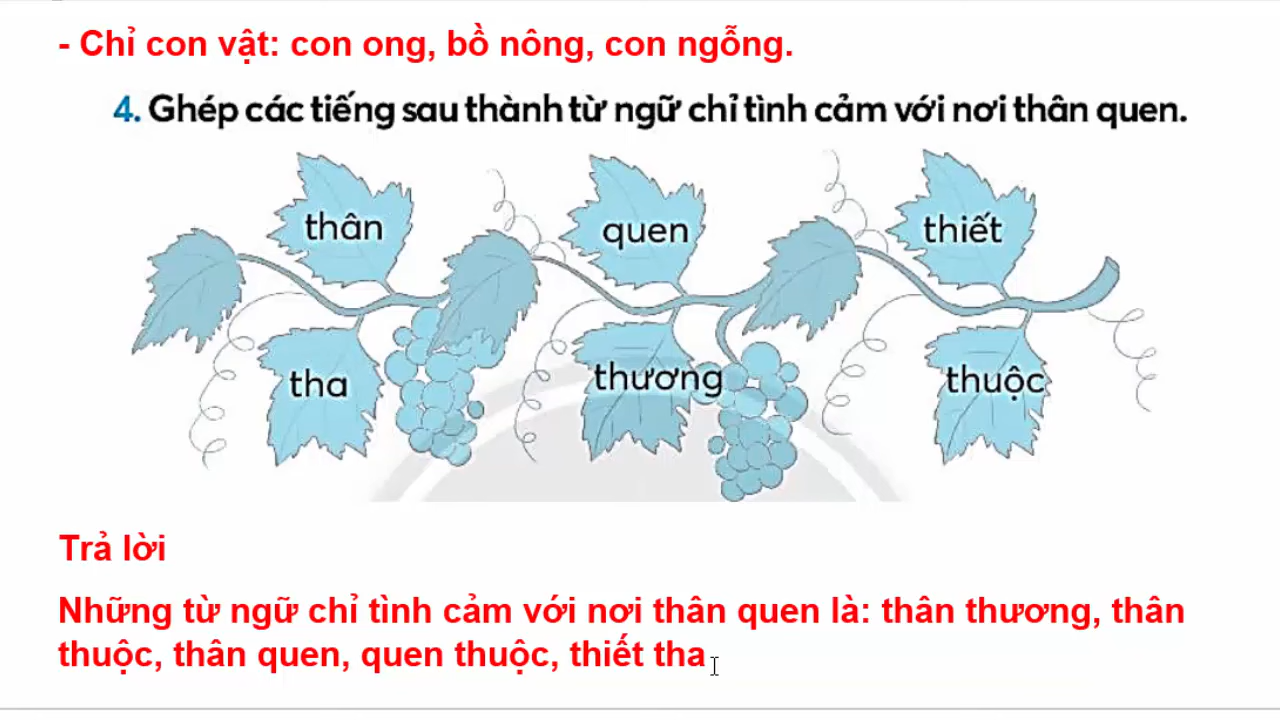 - Chỉ con vật: con ong, bồ nông, con ngỗng.
4. Ghép các tiếng sau thành từ ngữ chỉ tình cảm với nơi thân quen.
thân
quen
thiết
tha
thương
thuộc
Trả lời
Những từ ngữ chỉ tình cảm với nơi thân quen là: thân thương, thân
thuộc, thân quen, quen thuộc, thiết tha